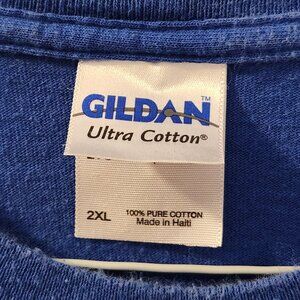 GILDAN™
Ultra Cotton®
2XL
100% PURE COTTON
Made in Haiti